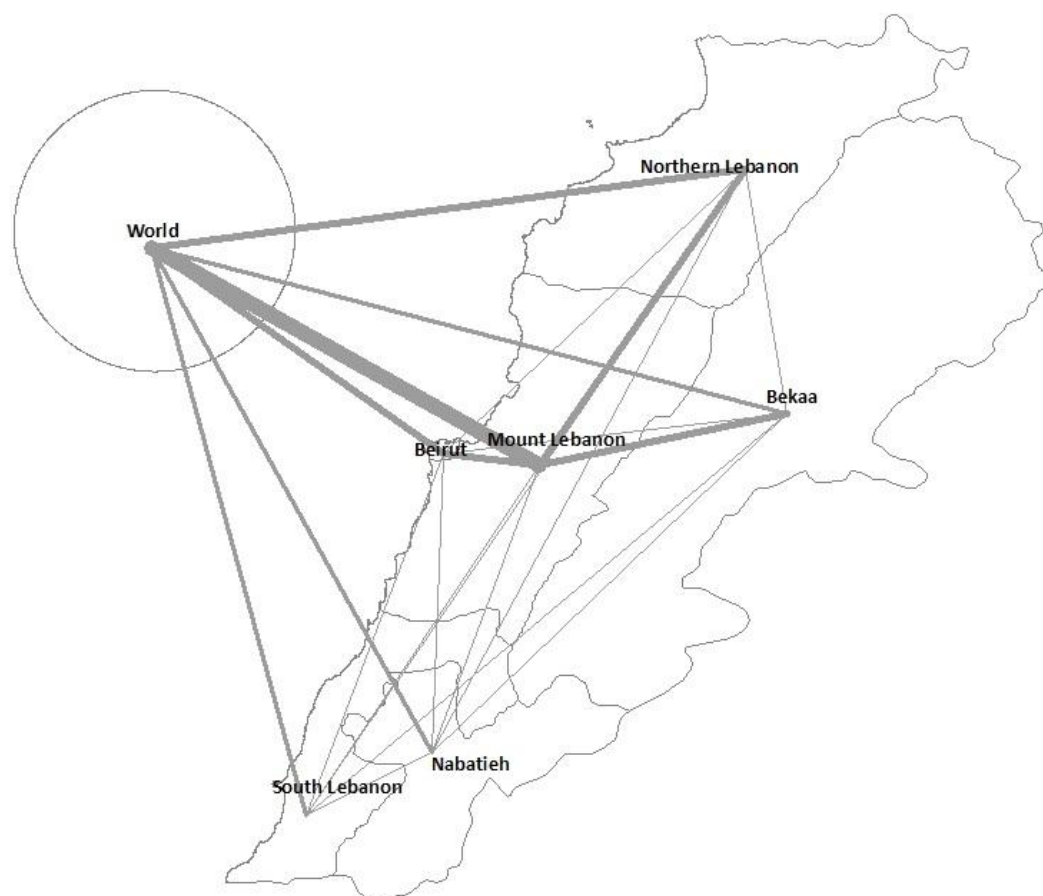 Northern Lebanon
World
Bekaa
Mount Lebanon
Beirut
Nabatieh
South Lebanon